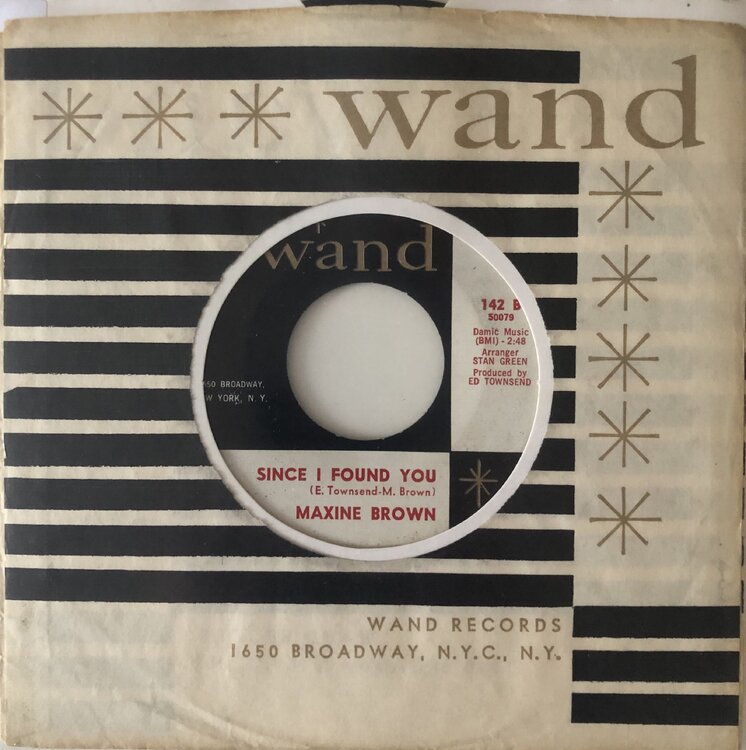 wand
wand
142 B
50079
Damic Music
(BMI) - 2:48
Arranger
STAN GREEN
Produced by
ED TOWNSEND
650 BROADWAY,
W YORK, N. Y.
SINCE I FOUND YOU
(E. Townsend-M. Brown)
MAXINE BROWN
WAND RECORDS
1650 BROADWAY, N.Y.C., N.Y.